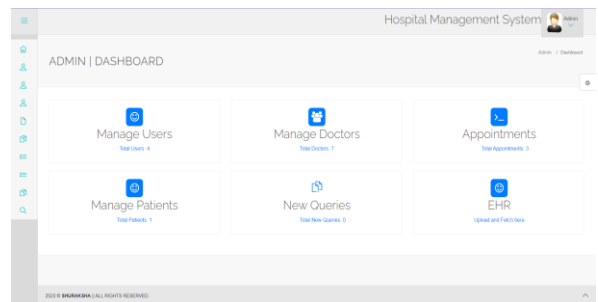 Hospital Management System
Admin
ADMIN | DASHBOARD
Admin / Dashboard
Manage Users
Total Users 4
Manage Doctors
Total Doctors 7
Appointments
Total Appointments 3
Manage Patients
Total Patients 1
New Queries
Total New Queries 0
EHR
Upload and Fetch here
2023 © SHURAKSHA | ALL RIGHTS RESERVED.